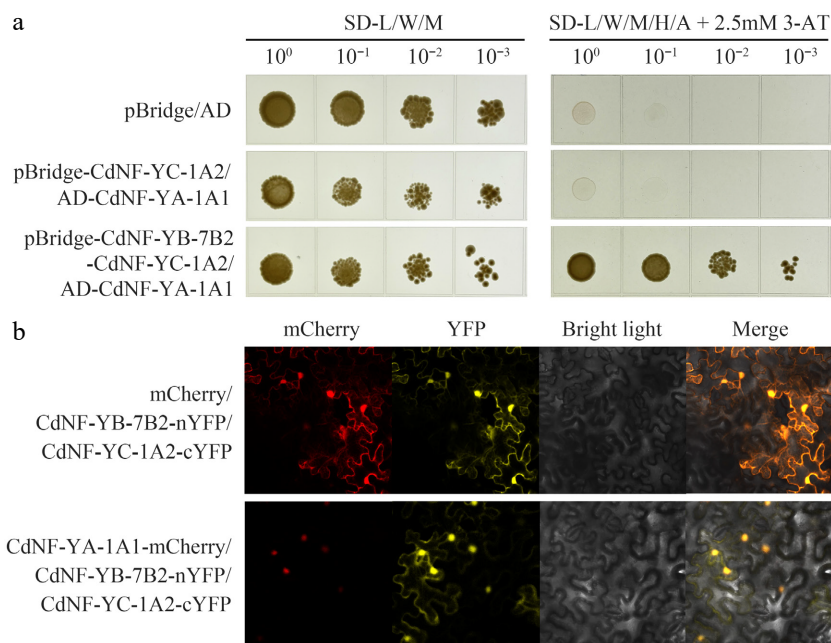 a
SD-L/W/M
SD-L/W/M/H/A + 2.5mM 3-AT
10⁰ 10⁻¹ 10⁻² 10⁻³
10⁰ 10⁻¹ 10⁻² 10⁻³
pBridge/AD
pBridge-CdNF-YC-1A2/
AD-CdNF-YA-1A1
pBridge-CdNF-YB-7B2
-CdNF-YC-1A2/
AD-CdNF-YA-1A1
b
mCherry YFP Bright light Merge
mCherry/
CdNF-YB-7B2-nYFP/
CdNF-YC-1A2-cYFP
CdNF-YA-1A1-mCherry/
CdNF-YB-7B2-nYFP/
CdNF-YC-1A2-cYFP